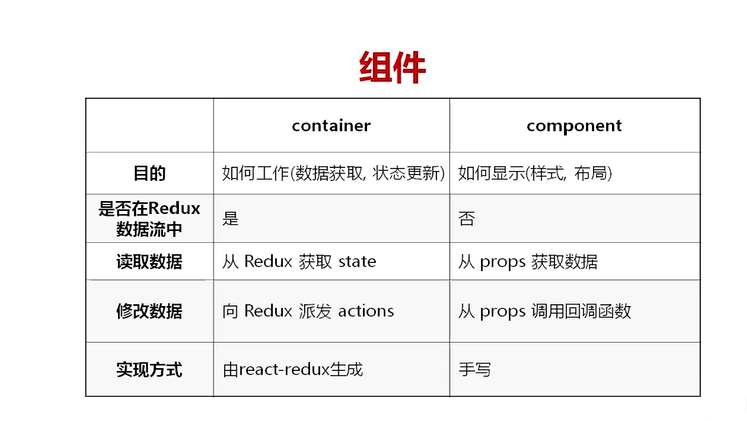 组件
container
component
目的
如何工作(数据获取, 状态更新)
如何显示(样式, 布局)
是否在Redux
数据流中
是
否
读取数据
从 Redux 获取 state
从 props 获取数据
修改数据
向 Redux 派发 actions
从 props 调用回调函数
实现方式
由react-redux生成
手写